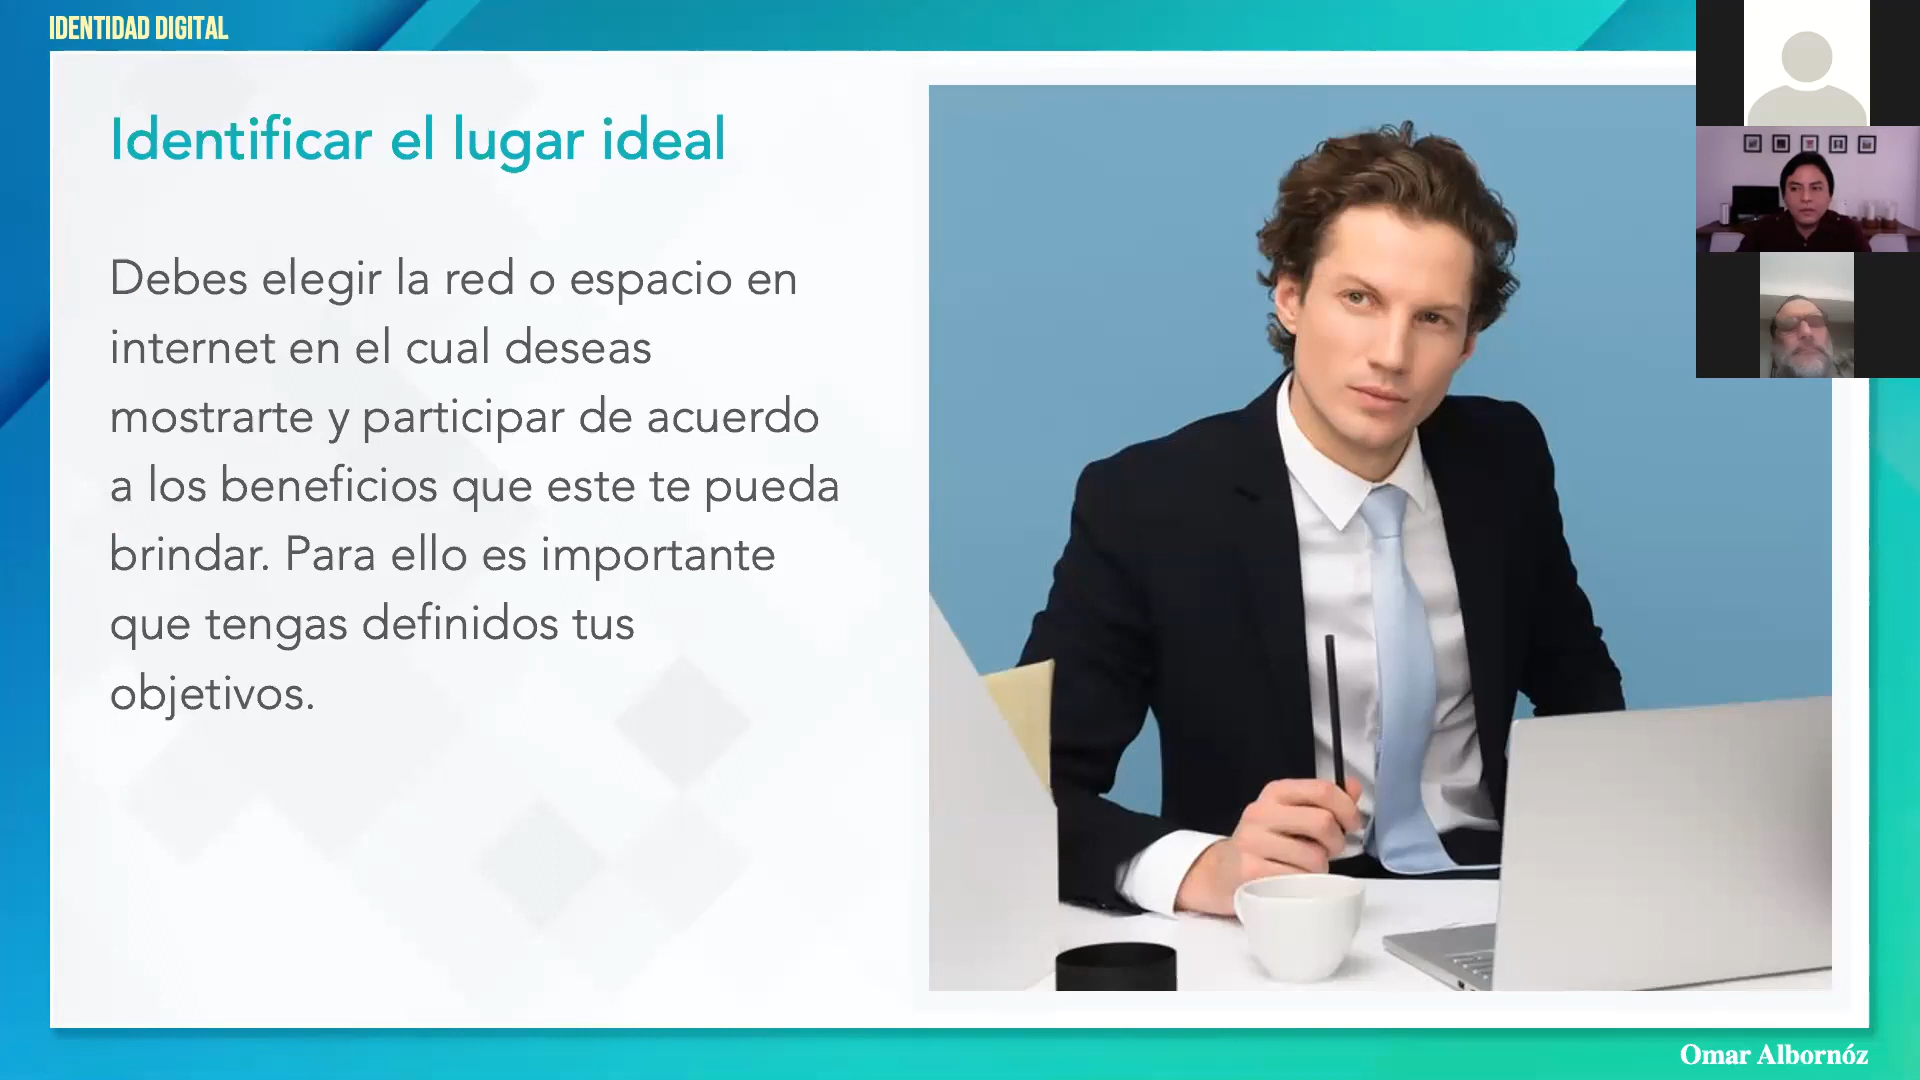 IDENTIDAD DIGITAL
Identificar el lugar ideal
Debes elegir la red o espacio en
internet en el cual deseas
mostrarte y participar de acuerdo
a los beneficios que este te pueda
brindar. Para ello es importante
que tengas definidos tus
objetivos.
Omar Albornóz